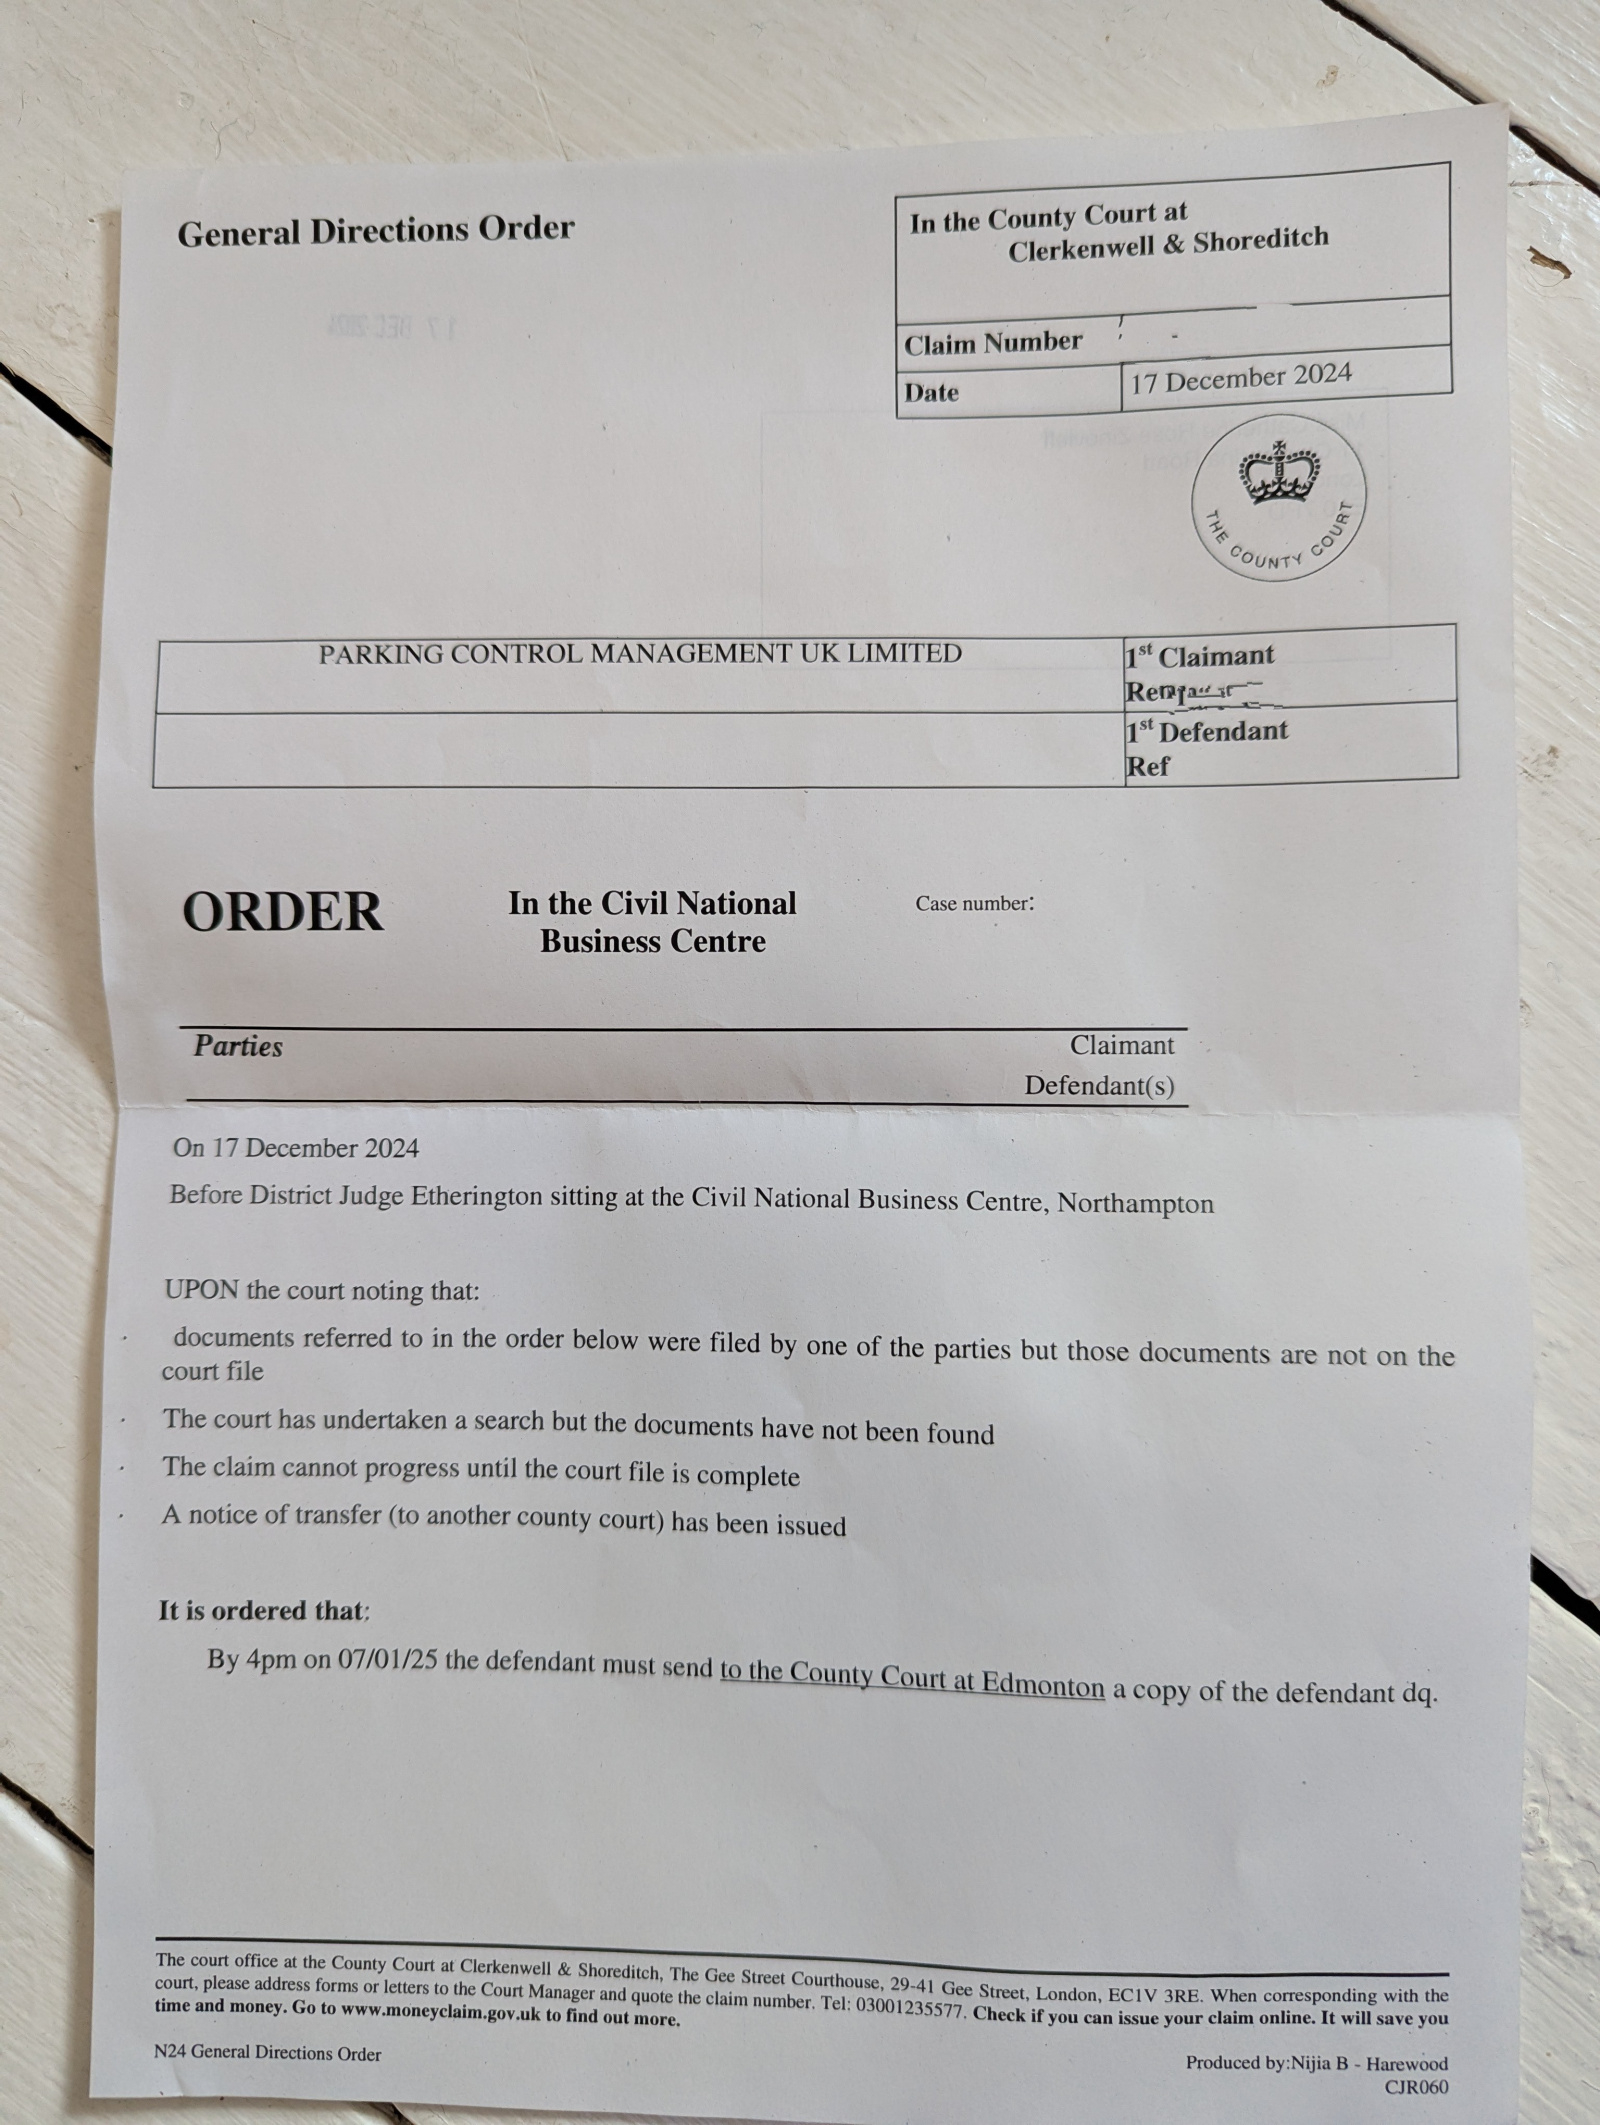 General Directions Order
In the County Court at
Clerkenwell & Shoreditch
Claim Number
Date
17 December 2024
THE COUNTY COURT
PARKING CONTROL MANAGEMENT UK LIMITED
1st Claimant
1st Defendant
Ref
ORDER
In the Civil National
Business Centre
Case number:
Parties
Claimant
Defendant(s)
On 17 December 2024
Before District Judge Etherington sitting at the Civil National Business Centre, Northampton
UPON the court noting that:
· documents referred to in the order below were filed by one of the parties but those documents are not on the
court file
· The court has undertaken a search but the documents have not been found
· The claim cannot progress until the court file is complete
· A notice of transfer (to another county court) has been issued
It is ordered that:
By 4pm on 07/01/25 the defendant must send to the County Court at Edmonton a copy of the defendant dq.
The court office at the County Court at Clerkenwell & Shoreditch, The Gee Street Courthouse, 29-41 Gee Street, London, EC1V 3RE. When corresponding with the
court, please address forms or letters to the Court Manager and quote the claim number. Tel: 03001235577. Check if you can issue your claim online. It will save you
time and money. Go to www.moneyclaim.gov.uk to find out more.
N24 General Directions Order
Produced by:Nijia B - Harewood
CJR060